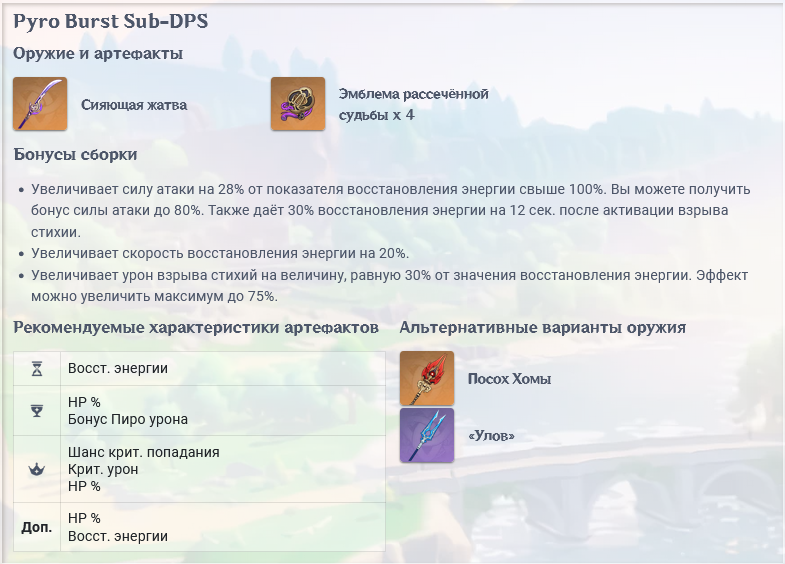 Pyro Burst Sub-DPS
Оружие и артефакты
Сияющая жатва
Эмблема рассечённой
судьбы x 4
Бонусы сборки
Увеличивает силу атаки на 28% от показателя восстановления энергии свыше 100%. Вы можете получить
бонус силы атаки до 80%. Также даёт 30% восстановления энергии на 12 сек. после активации взрыва
стихии.
Увеличивает скорость восстановления энергии на 20%.
Увеличивает урон взрыва стихий на величину, равную 30% от значения восстановления энергии. Эффект
можно увеличить максимум до 75%.
Рекомендуемые характеристики артефактов
Восст. энергии
HP %
Бонус Пиро урона
Шанс крит. попадания
Крит. урон
HP %
Доп.
HP %
Восст. энергии
Альтернативные варианты оружия
Посох Хомы
«Улов»